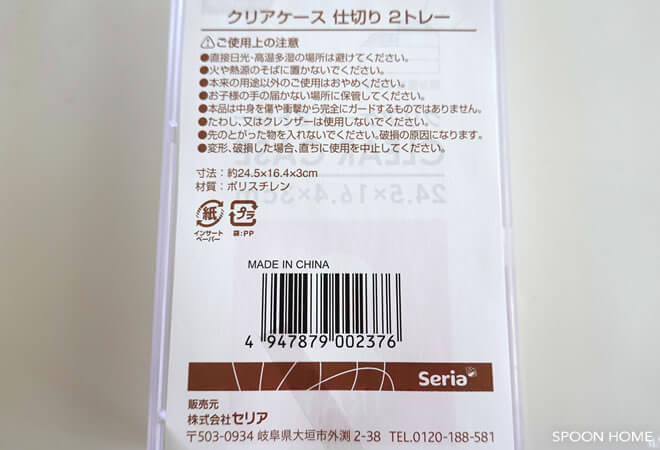 クリアケース 仕切り 2トレー
⚠ご使用上の注意
●直接日光・高温多湿の場所は避けてください。
●火や熱源のそばに置かないでください。
●本来の用途以外のご使用はおやめください。
●お子様の手の届かない場所に保管してください。
●本品は中身を傷や衝撃から完全にガードするものではありません。
●たわし、又はクレンザーは使用しないでください。
●先のとがった物を入れないでください。破損の原因になります。
●変形、破損した場合、直ちに使用を中止してください。
CLEAR CASE
24.5×16.4×3cm
寸法：約24.5×16.4×3cm
材質：ポリスチレン
紙 プラ
インサートペーパー 袋：PP
MADE IN CHINA
4 947879 002376
Seria
販売元
株式会社セリア
〒503-0934 岐阜県大垣市外渕 2-38 TEL.0120-188-581
SPOON HOME